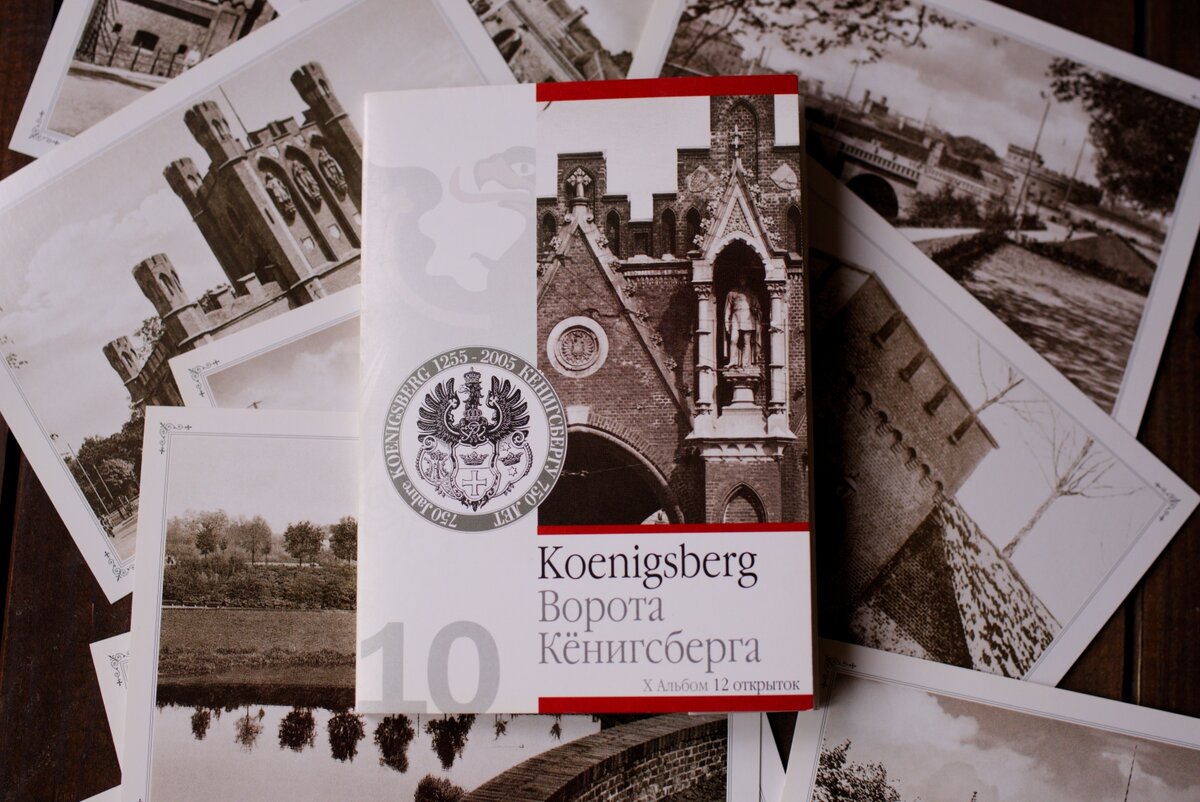 KOENIGSBERG 1255 - 2005 КЁНИГСБЕРГУ
750 Jahre
750 ЛЕТ
10
Koenigsberg
Ворота
Кёнигсберга
X Альбом 12 открыток